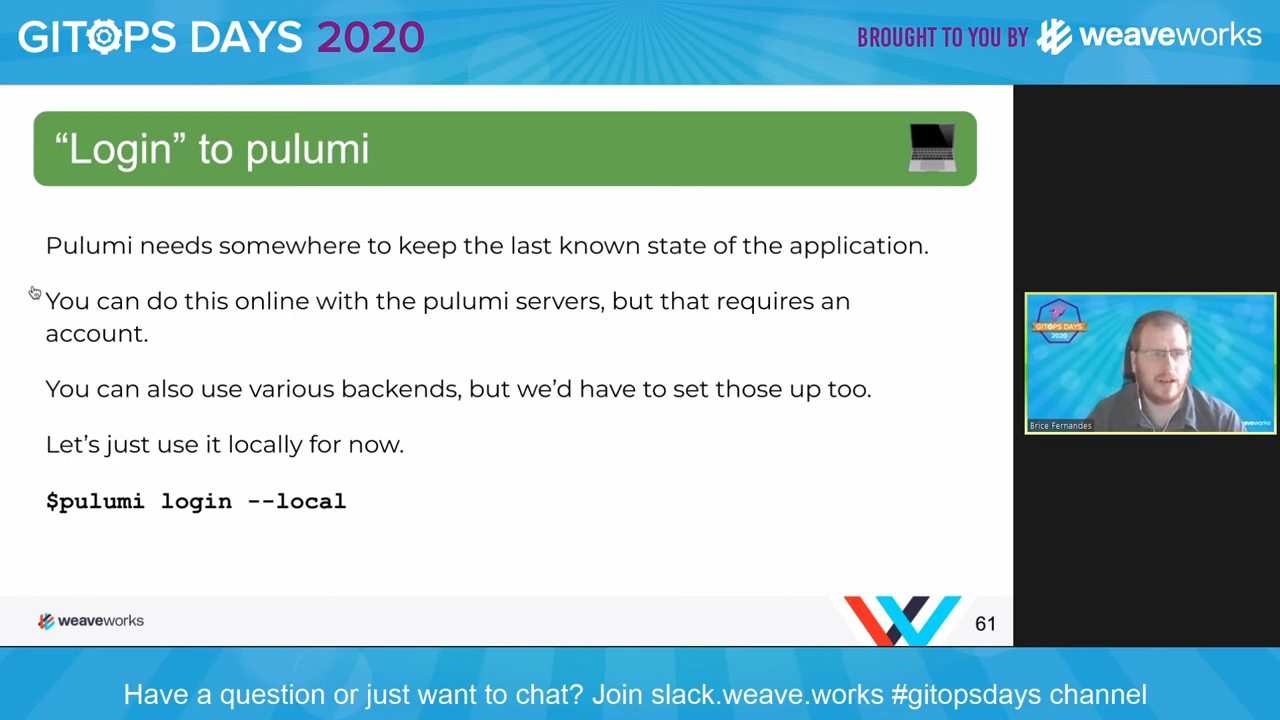 GITOPS DAYS 2020
BROUGHT TO YOU BY weaveworks
“Login” to pulumi
Pulumi needs somewhere to keep the last known state of the application.
You can do this online with the pulumi servers, but that requires an
account.
You can also use various backends, but we’d have to set those up too.
Let’s just use it locally for now.
$pulumi login --local
GITOPS DAYS
2020
Brice Fernandes
weaveworks
weaveworks
61
Have a question or just want to chat? Join slack.weave.works #gitopsdays channel